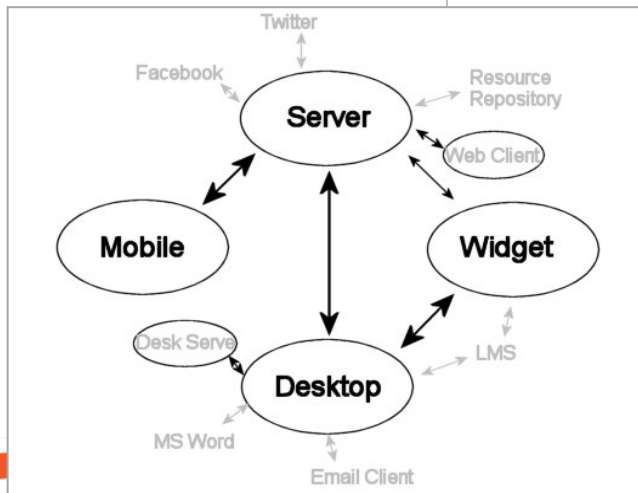 Twitter
Facebook
Resource
Repository
Server
Web Client
Mobile
Widget
Desk Serve
LMS
Desktop
MS Word
Email Client